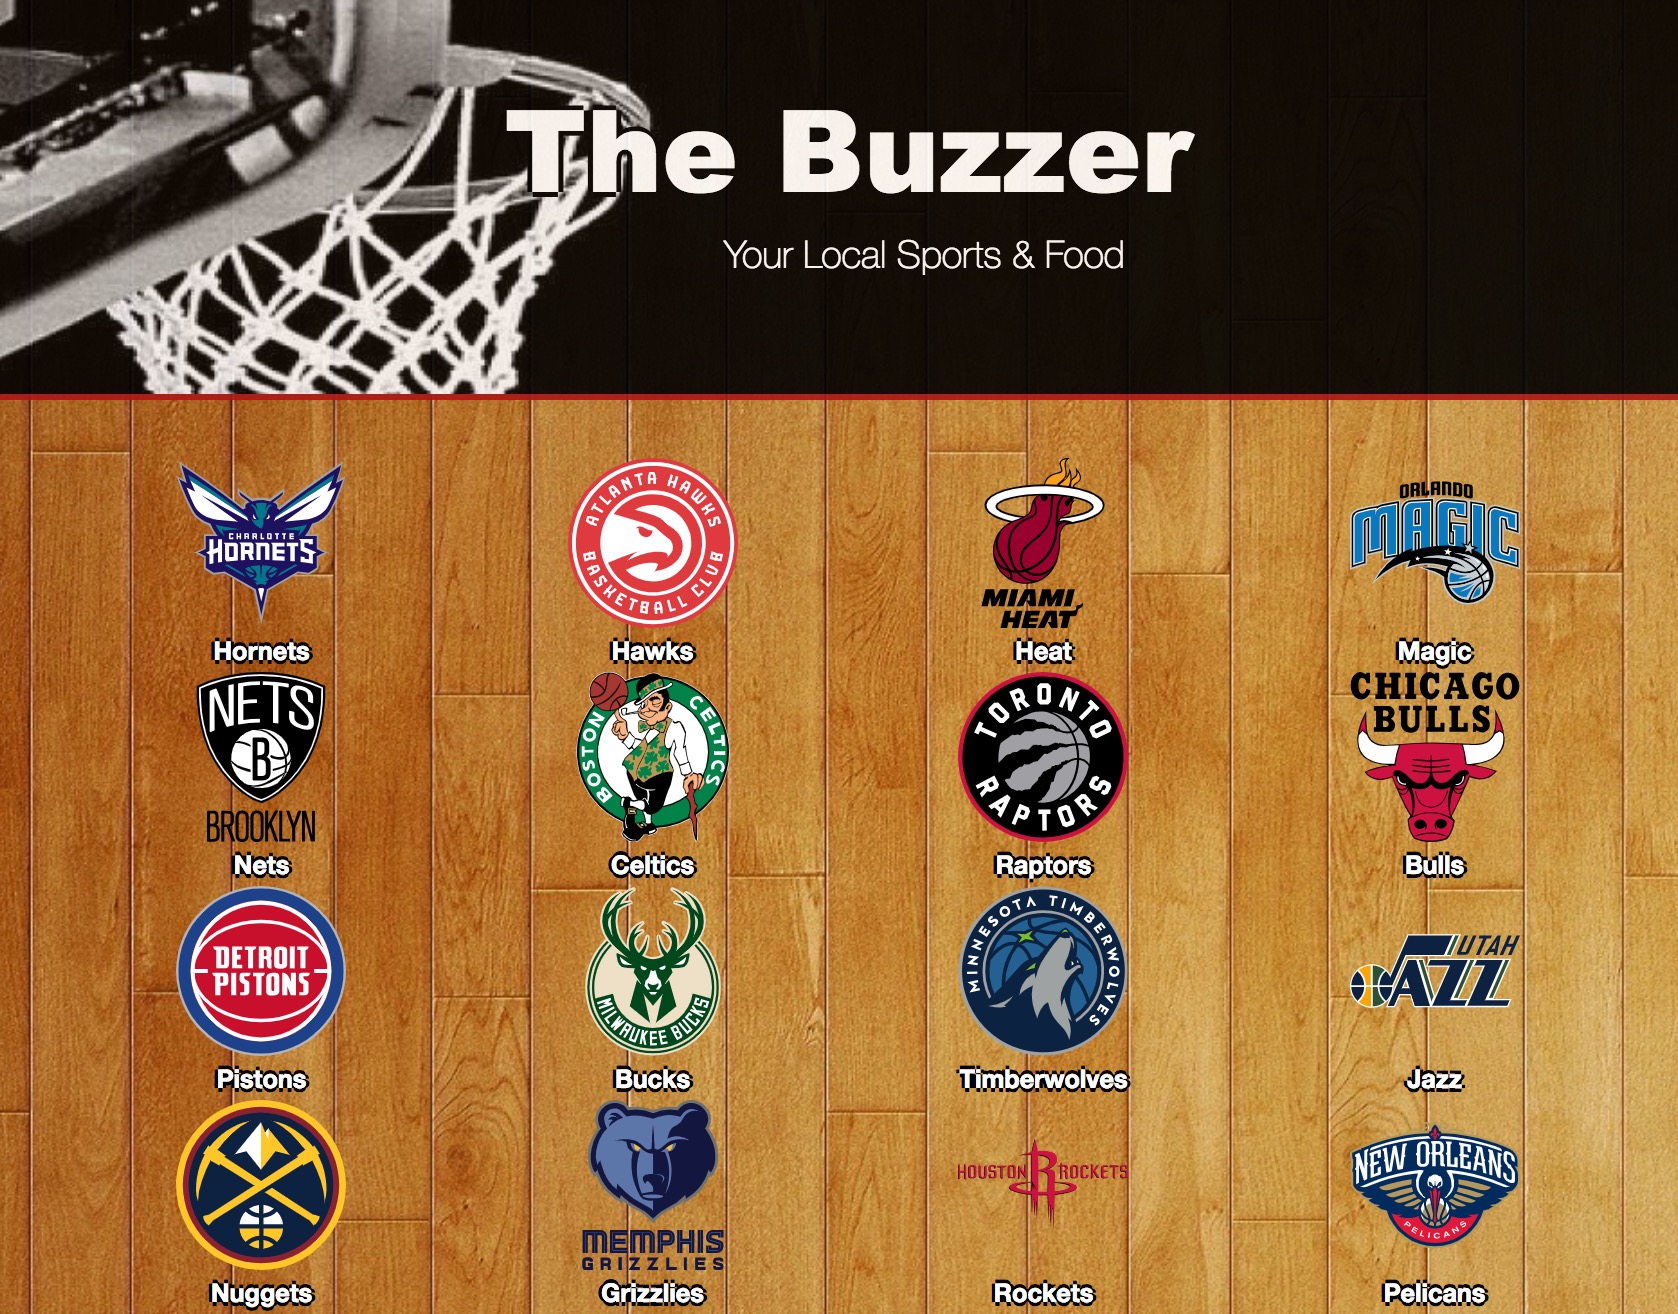 The Buzzer
Your Local Sports & Food
CHARLOTTE
HORNETS
Hornets
ATLANTA HAWKS
BASKETBALL CLUB
Hawks
MIAMI
HEAT
Heat
ORLANDO
MAGIC
Magic
NETS
B
BROOKLYN
Nets
BOSTON
CELTICS
Celtics
TORONTO
RAPTORS
Raptors
CHICAGO
BULLS
Bulls
DETROIT
PISTONS
Pistons
MILWAUKEE BUCKS
Bucks
MINNESOTA TIMBERWOLVES
Timberwolves
UTAH
JAZZ
Jazz
Nuggets
MEMPHIS
GRIZZLIES
Grizzlies
HOUSTON R ROCKETS
Rockets
NEW ORLEANS
PELICANS
Pelicans